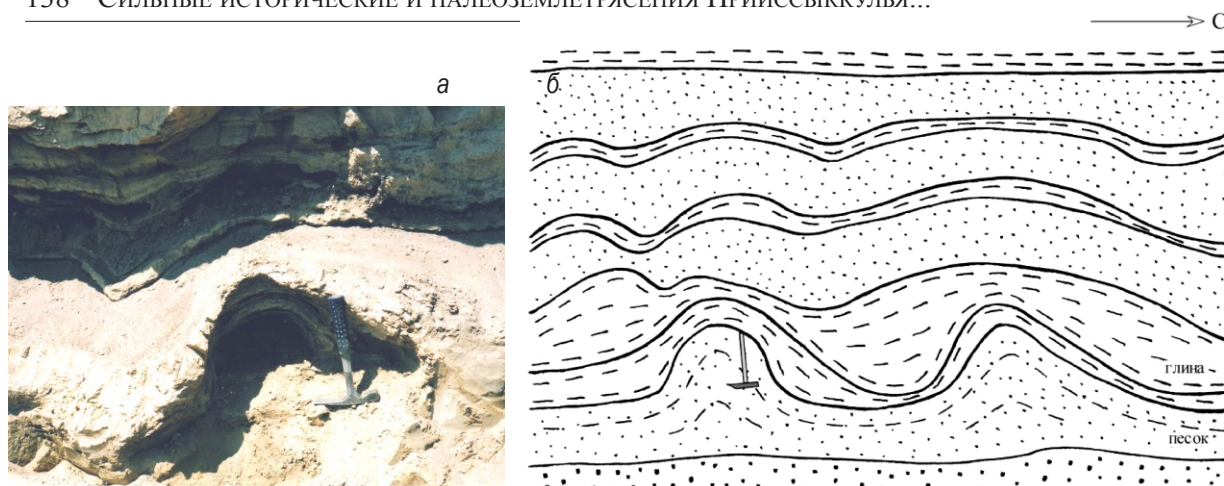 158 Сильные исторические и палеоземлетрясения Прииссыккулья...
С
а
б
глина
песок